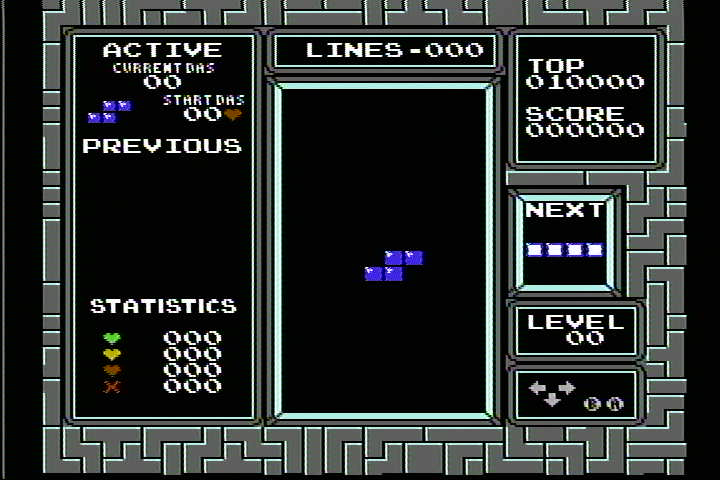 ACTIVE
CURRENT DAS
00
START DAS
00
PREVIOUS
STATISTICS
000
000
000
000
LINES-000
TOP
010000
SCORE
000000
NEXT
LEVEL
00
B A